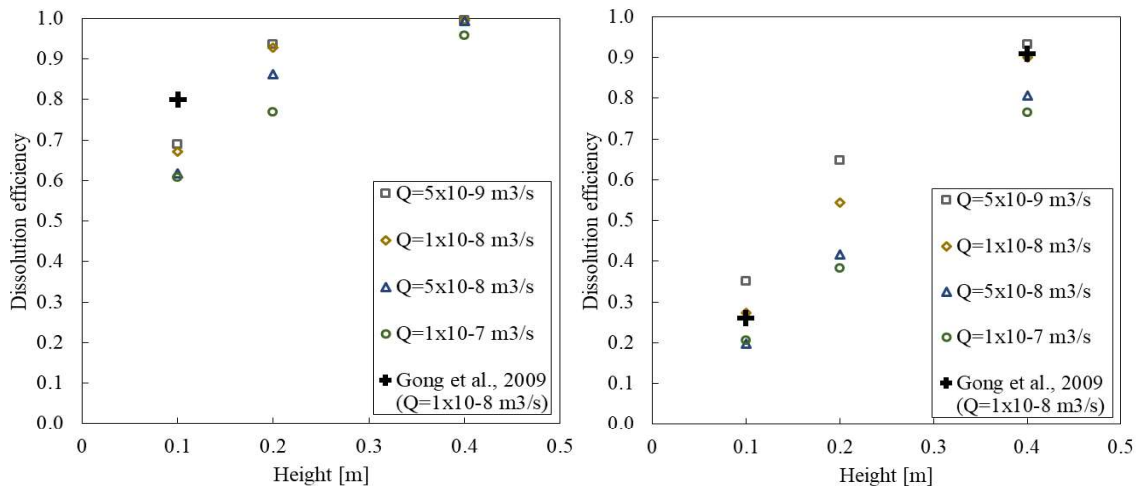 1.0
0.9
0.8
0.7
0.6
0.5
0.4
0.3
0.2
0.1
0.0
Dissolution efficiency
Q=5x10-9 m3/s
Q=1x10-8 m3/s
Q=5x10-8 m3/s
Q=1x10-7 m3/s
Gong et al., 2009
(Q=1x10-8 m3/s)
0 0.1 0.2 0.3 0.4 0.5
Height [m]
1.0
0.9
0.8
0.7
0.6
0.5
0.4
0.3
0.2
0.1
0.0
Dissolution efficiency
Q=5x10-9 m3/s
Q=1x10-8 m3/s
Q=5x10-8 m3/s
Q=1x10-7 m3/s
Gong et al., 2009
(Q=1x10-8 m3/s)
0 0.1 0.2 0.3 0.4 0.5
Height [m]